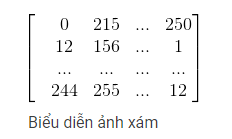 0 215 ... 250
12 156 ... 1
... ... ... ...
244 255 ... 12
Biểu diễn ảnh xám